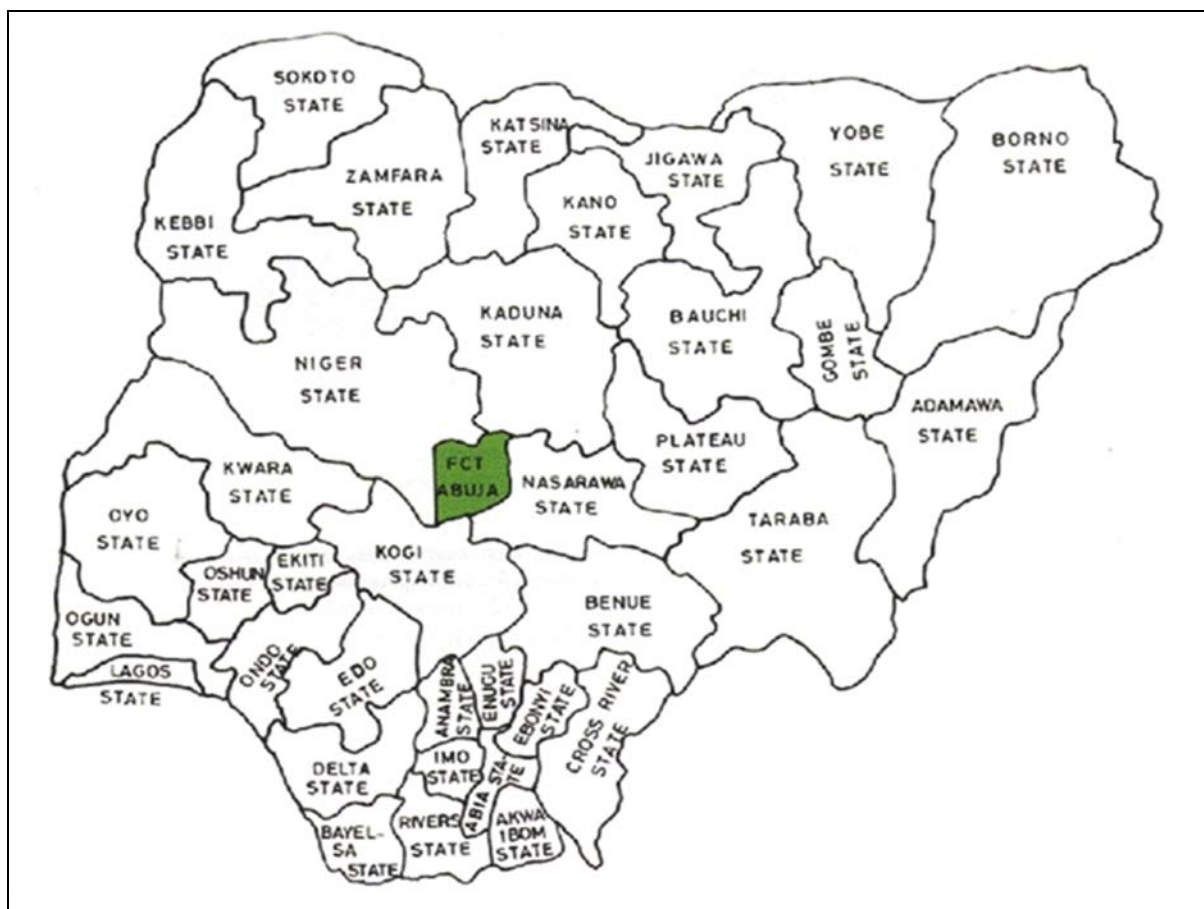 SOKOTO
STATE
KATSINA
STATE
YOBE
STATE
BORNO
STATE
JIGAWA
STATE
ZAMFARA
STATE
KANO
STATE
KEBBI
STATE
KADUNA
STATE
BAUCHI
STATE
GOMBE
STATE
NIGER
STATE
ADAMAWA
STATE
PLATEAU
STATE
FCT
ABUJA
NASARAWA
STATE
KWARA
STATE
OYO
STATE
TARABA
STATE
KOGI
STATE
EKITI
STATE
OSHUN
STATE
BENUE
STATE
OGUN
STATE
LAGOS
STATE
ONDO
STATE
EDO
STATE
ANAMBRA
STATE
ENUGU
STATE
EBONYI
STATE
CROSS RIVER
STATE
DELTA
STATE
IMO
STATE
ABIA STA-
TE
BAYEL-
SA
STATE
RIVERS
STATE
AKWA
IBOM
STATE